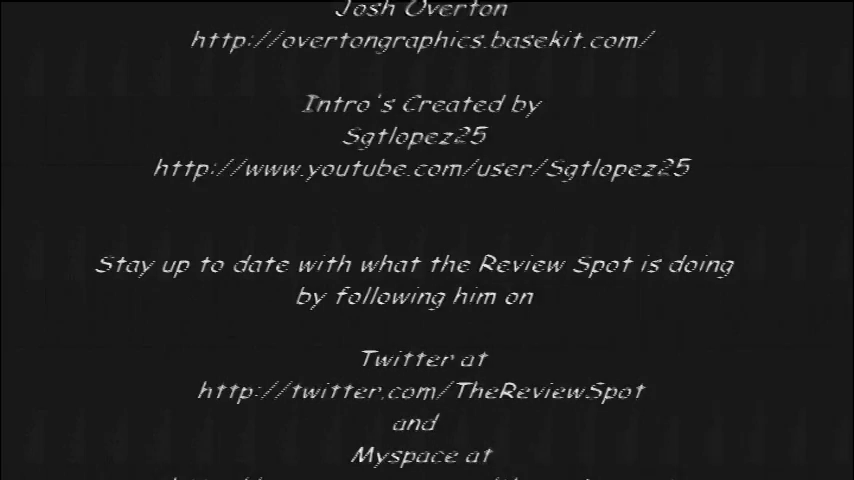 Josh Overton
http://overtongraphics.basekit.com/
Intro's Created by
Sgtlopez25
http://www.youtube.com/user/Sgtlopez25
Stay up to date with what the Review Spot is doing
by following him on
Twitter at
http://twitter.com/TheReviewSpot
and
Myspace at